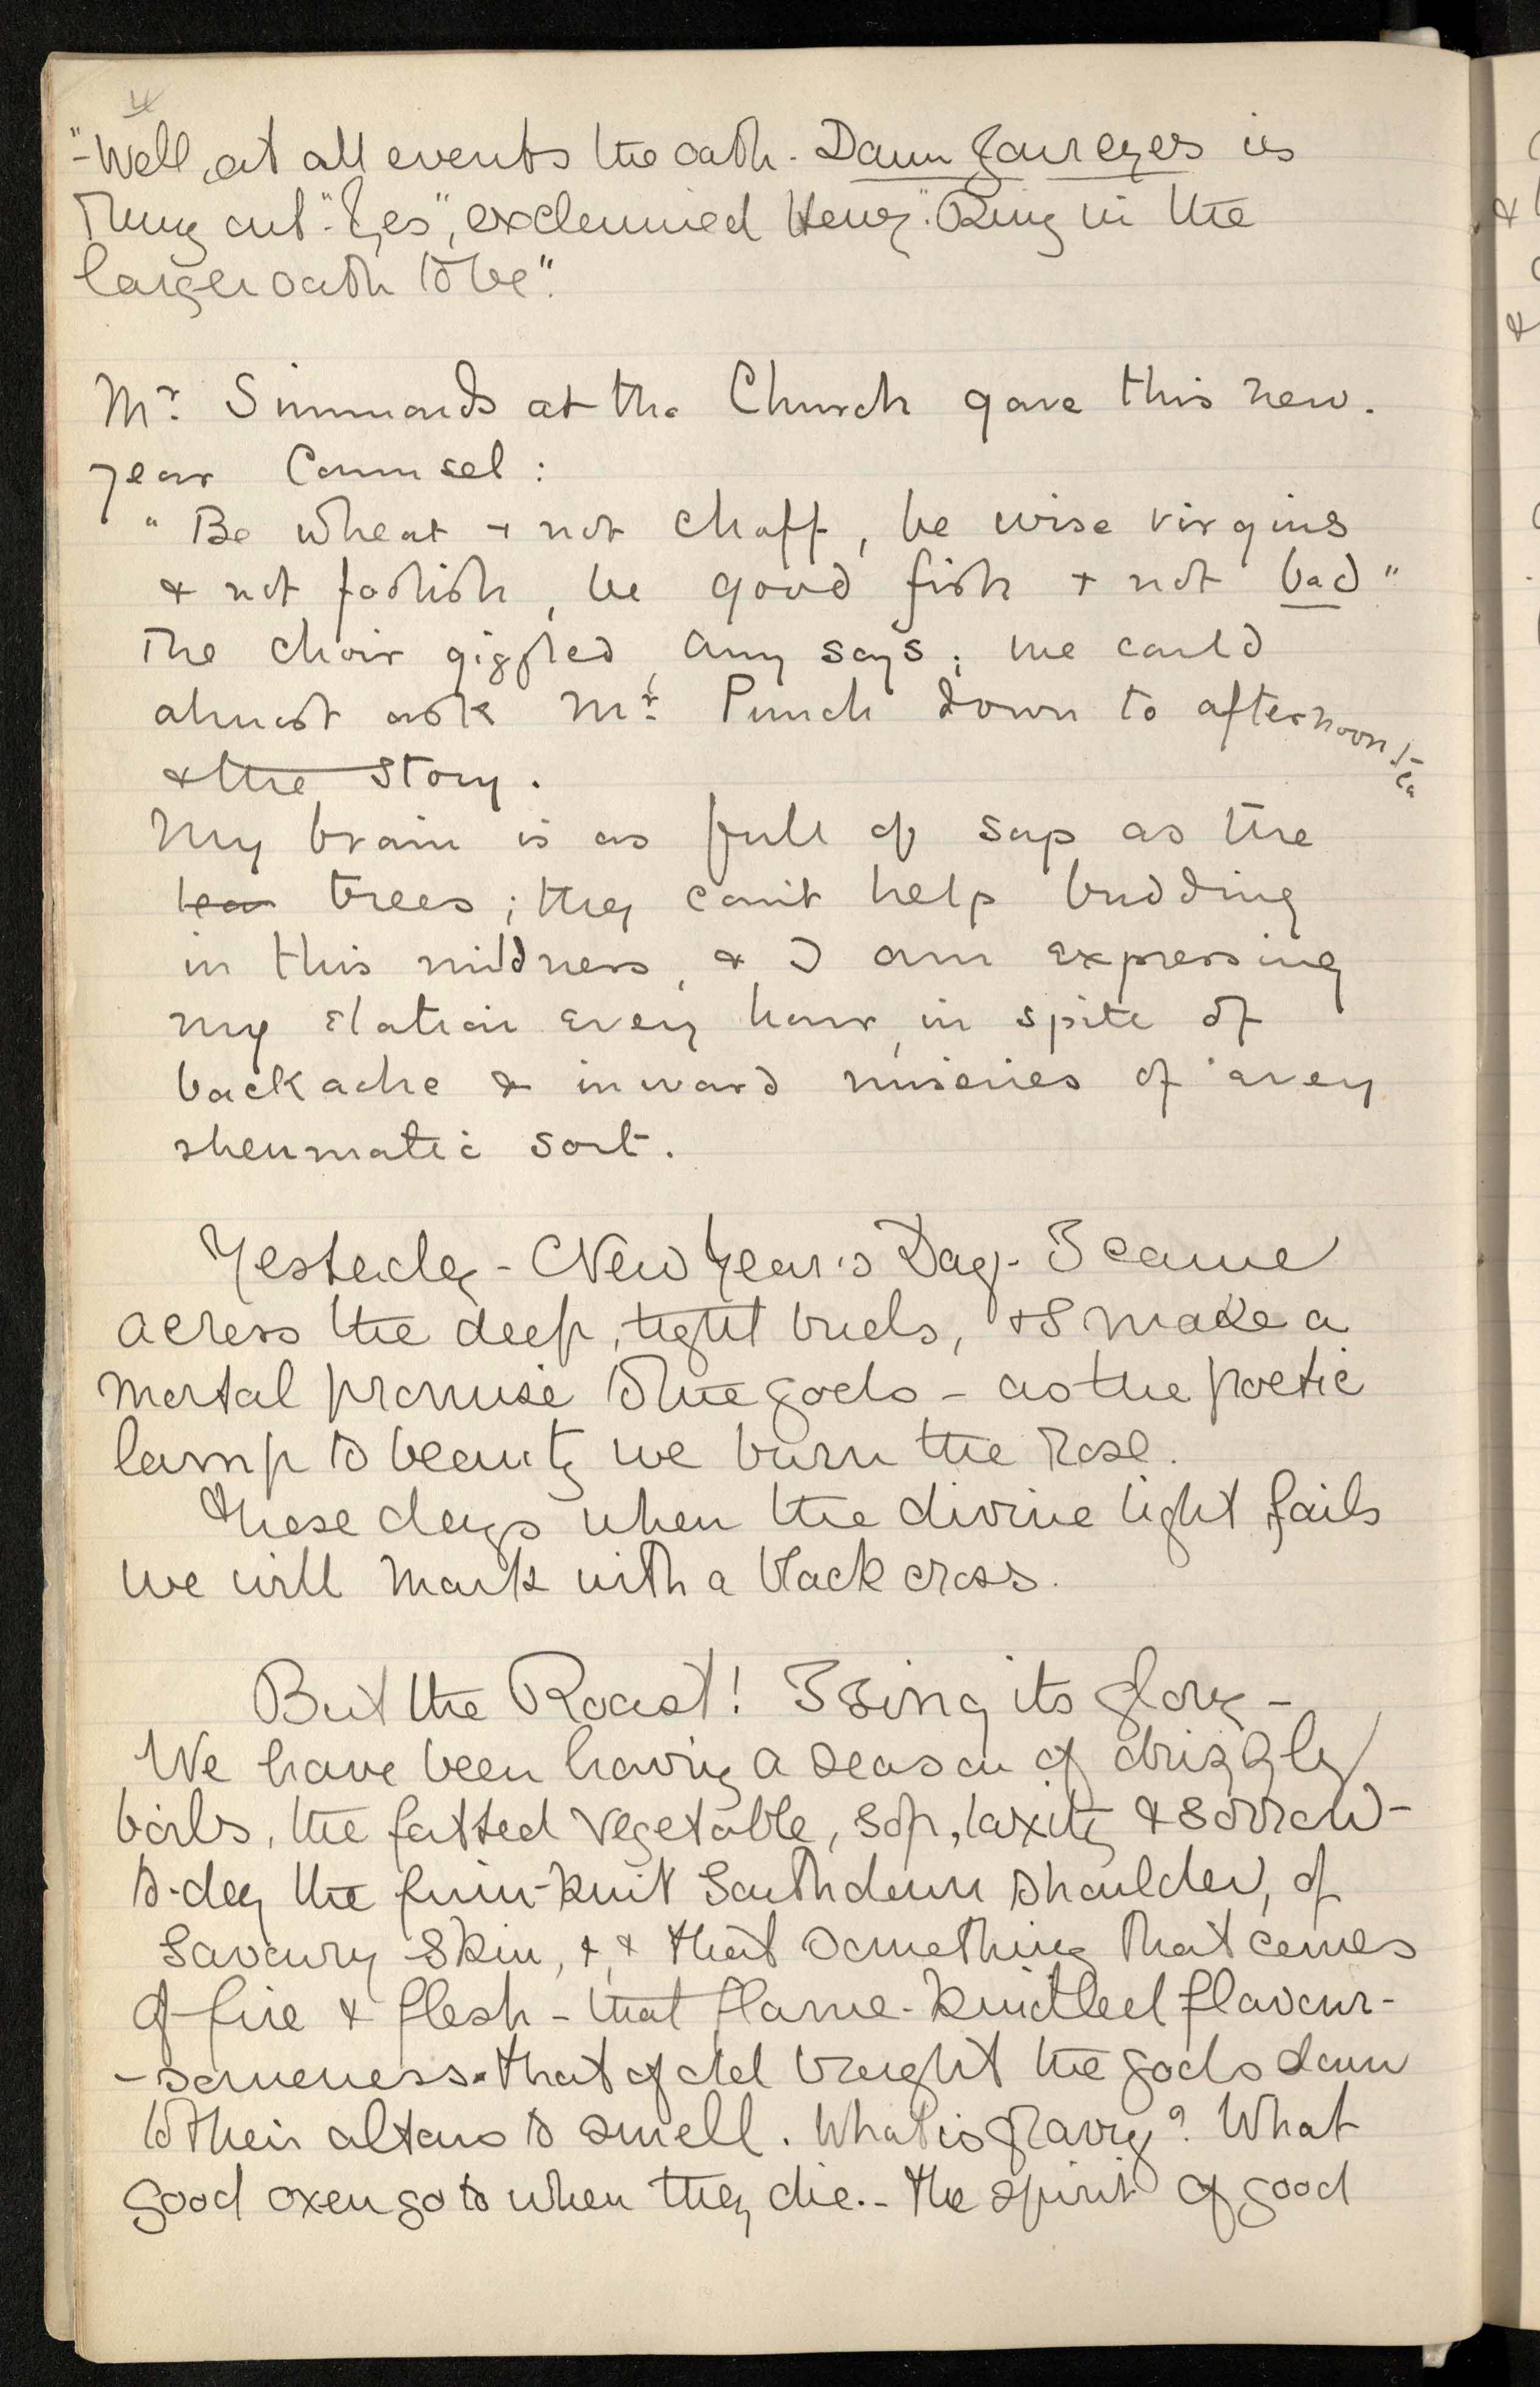 "- Well, at all events the oath - Damn your eyes is
rung out". "Yes", exclaimed Henry. "Ring in the
larger oath to be".
Mr. Simmonds at the Church gave this new.
year Counsel:
" Be wheat + not chaff, be wise virgins
& not foolish, be good fish + not bad"
The choir giggled, Amy says; we could
almost ask Mr. Punch down to afternoon tea
& the story.
My brain is as full of sap as the
trees; they can't help budding
in this mildness, & I am expressing
my elation every hour, in spite of
backache & inward miseries of every
rheumatic sort.
Yesterday - New Year's Day - I came
across the deep, tight buds, & I make a
mortal promise to the gods - as the poetic
lamp to beauty we burn the rose.
These days when the divine light fails
we will mark with a black cross.
But the Roast! I sing its glory -
We have been having a season of drizzly
boils, the fatted vegetable, sop, laxity & sorrow -
to-day the firm-knit Southdown shoulder, of
savoury skin, & & that something that comes
of fire & flesh - that flame-kindled flavour-
-someness that of old brought the gods down
to their altars to smell. What is gravy? What
good oxen go to when they die. - the spirit of good